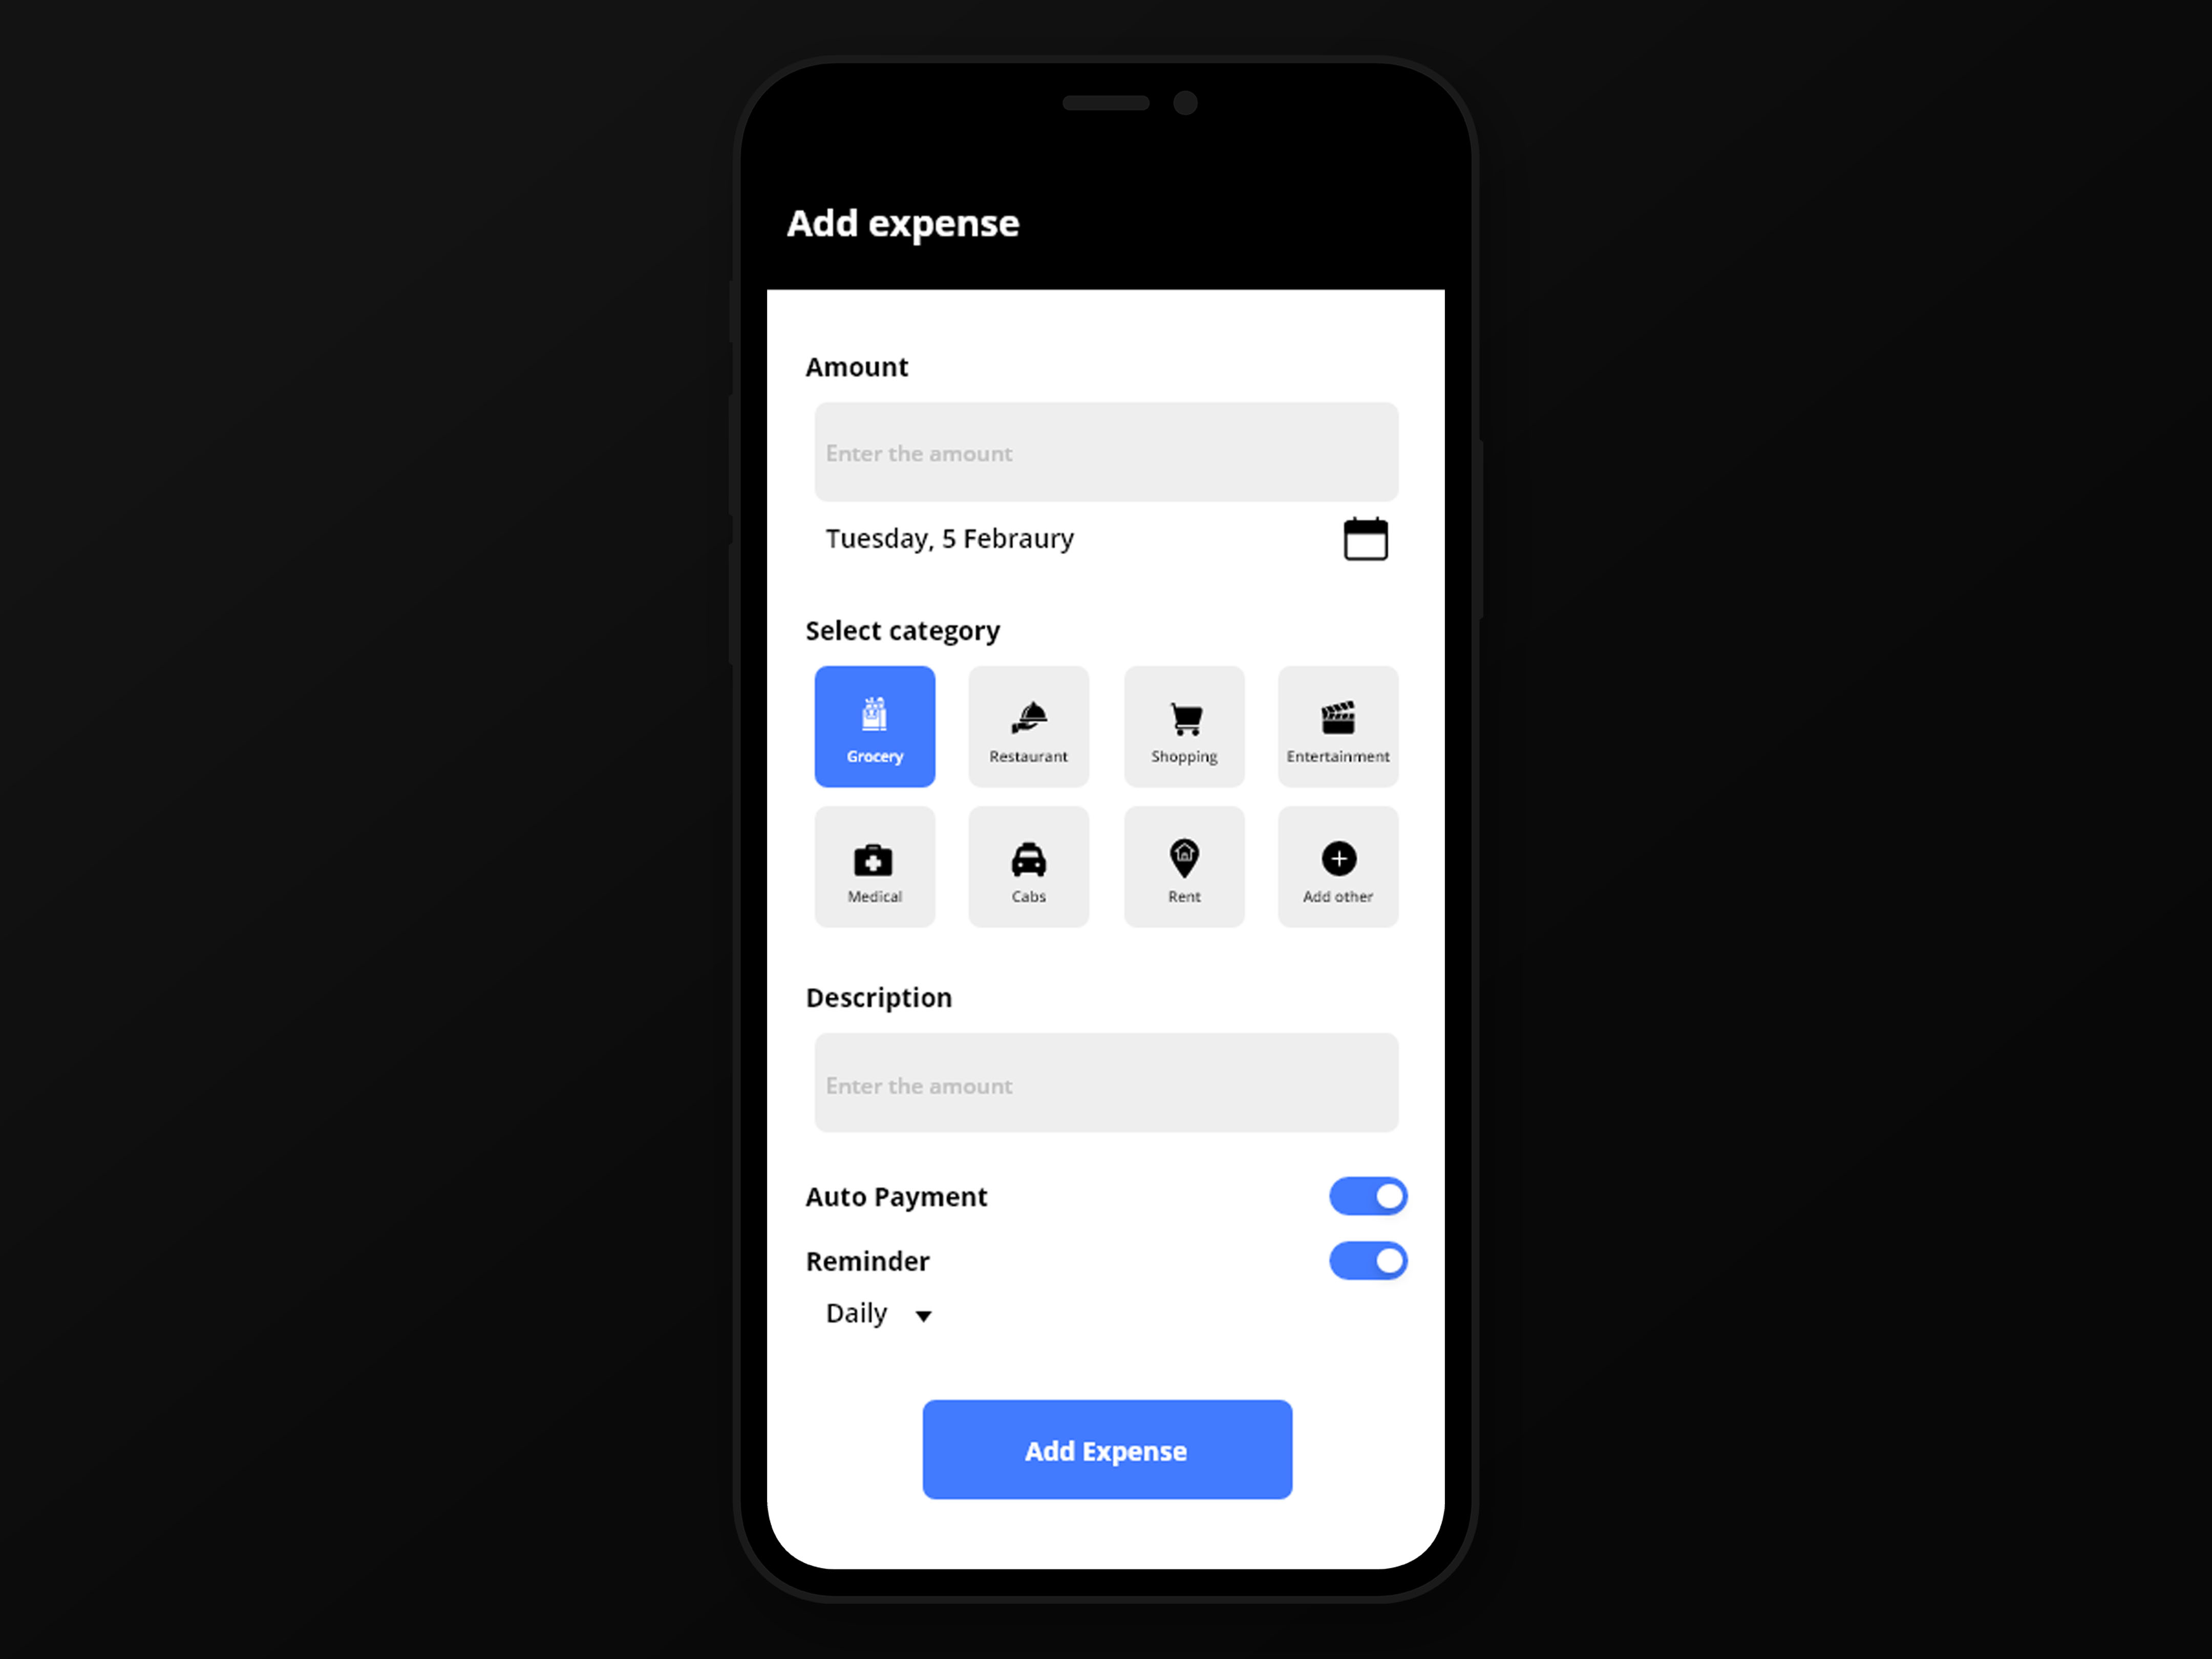 Add expense
Amount
Enter the amount
Tuesday, 5 Febraury
Select category
Grocery
Restaurant
Shopping
Entertainment
Medical
Cabs
Rent
Add other
Description
Enter the amount
Auto Payment
Reminder
Daily
Add Expense